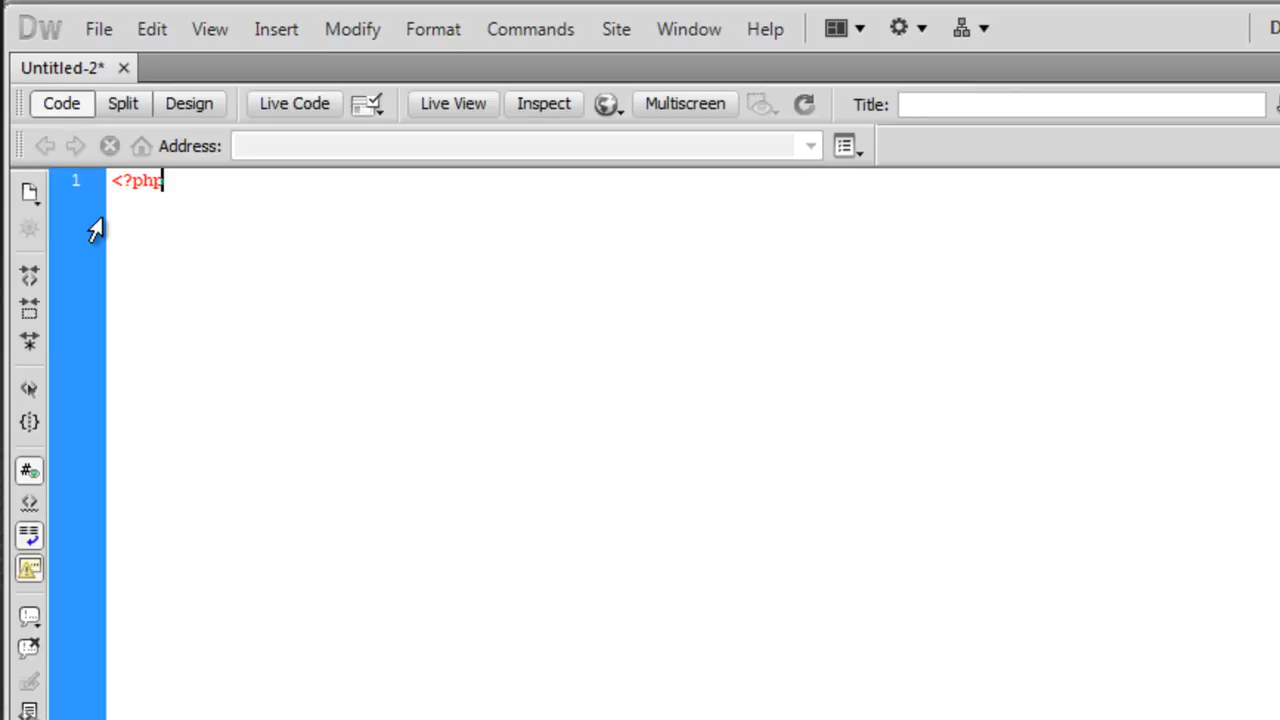 Dw File Edit View Insert Modify Format Commands Site Window Help
Untitled-2*
Code Split Design Live Code Live View Inspect Multiscreen Title:
Address:
1 <?php